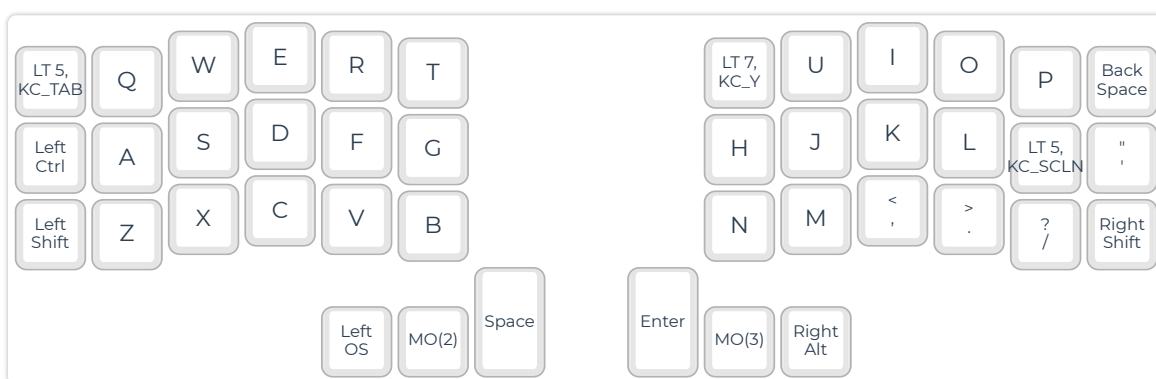 LT 5,
KC_TAB
Q
W
E
R
T
LT 7,
KC_Y
U
I
O
P
Back
Space
Left
Ctrl
A
S
D
F
G
H
J
K
L
LT 5,
KC_SCLN
"
'
Left
Shift
Z
X
C
V
B
N
M
<
,
>
.
?
/
Right
Shift
Left
OS
MO(2)
Space
Enter
MO(3)
Right
Alt